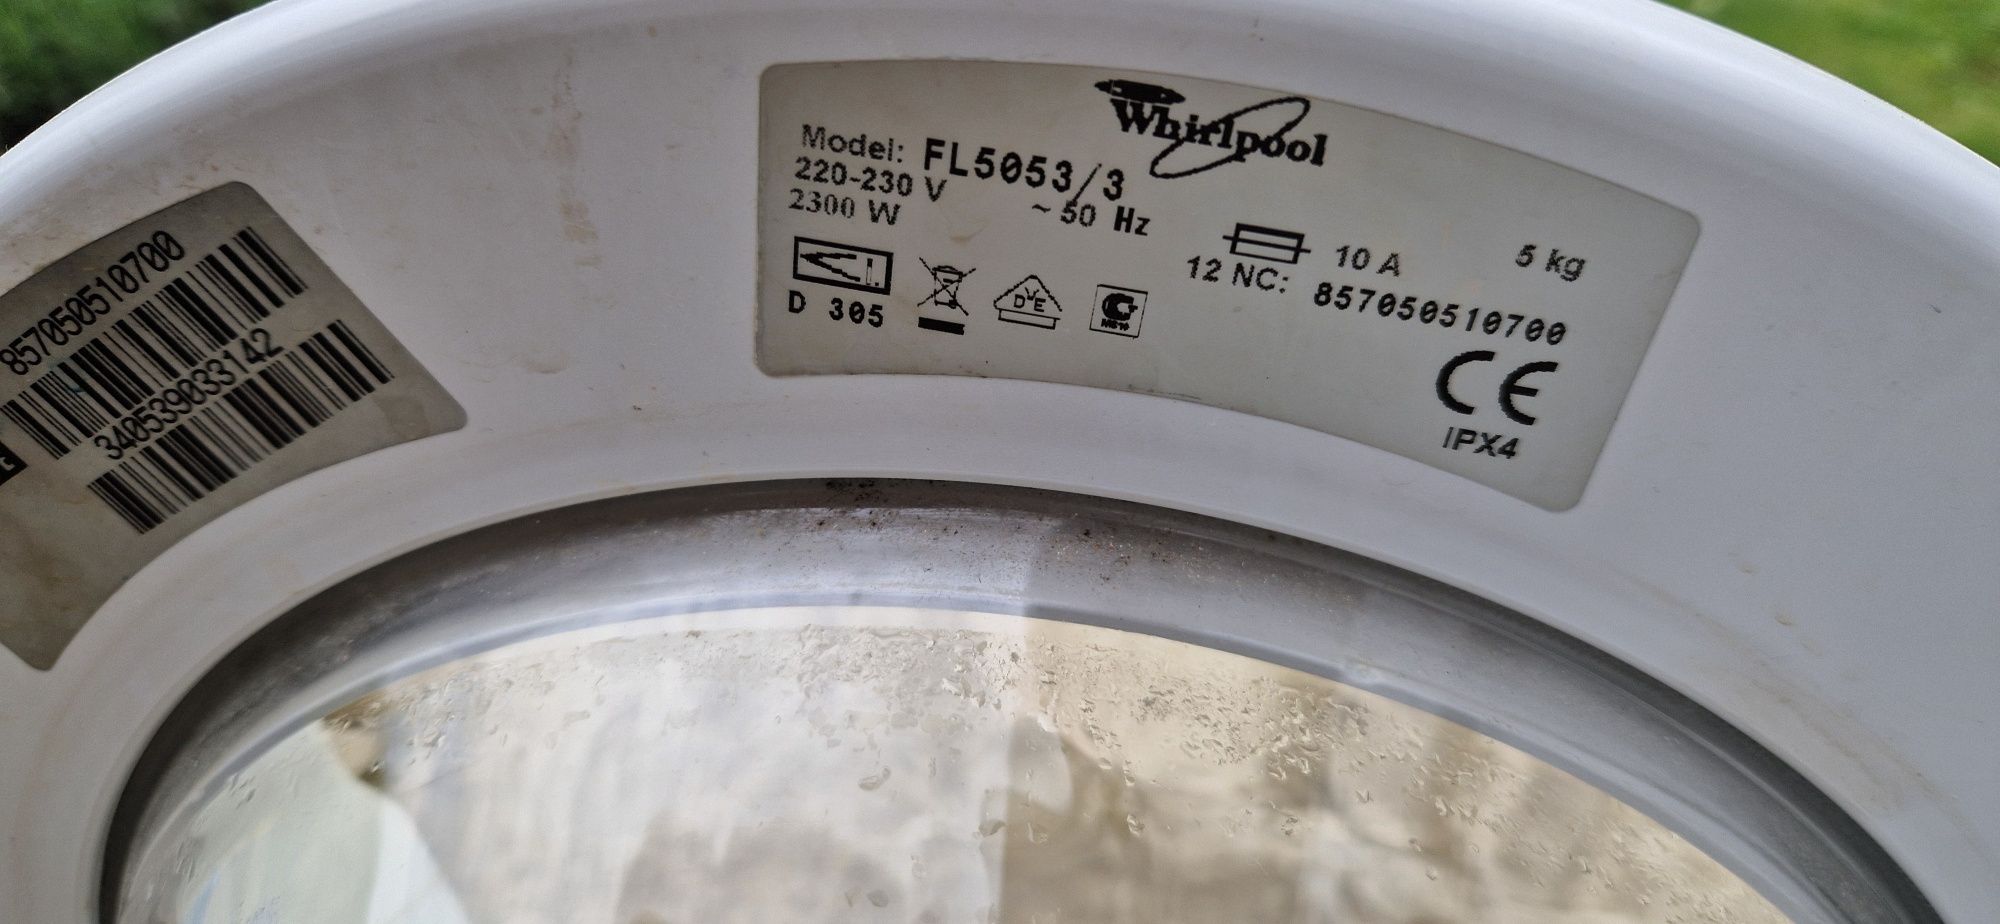 857050510700
340539033142
Whirlpool
Model: FL5053/3
220-230 V ~ 50 Hz
2300 W
10 A 5 kg
12 NC: 857050510700
D 305
DVE
CE
IPX4